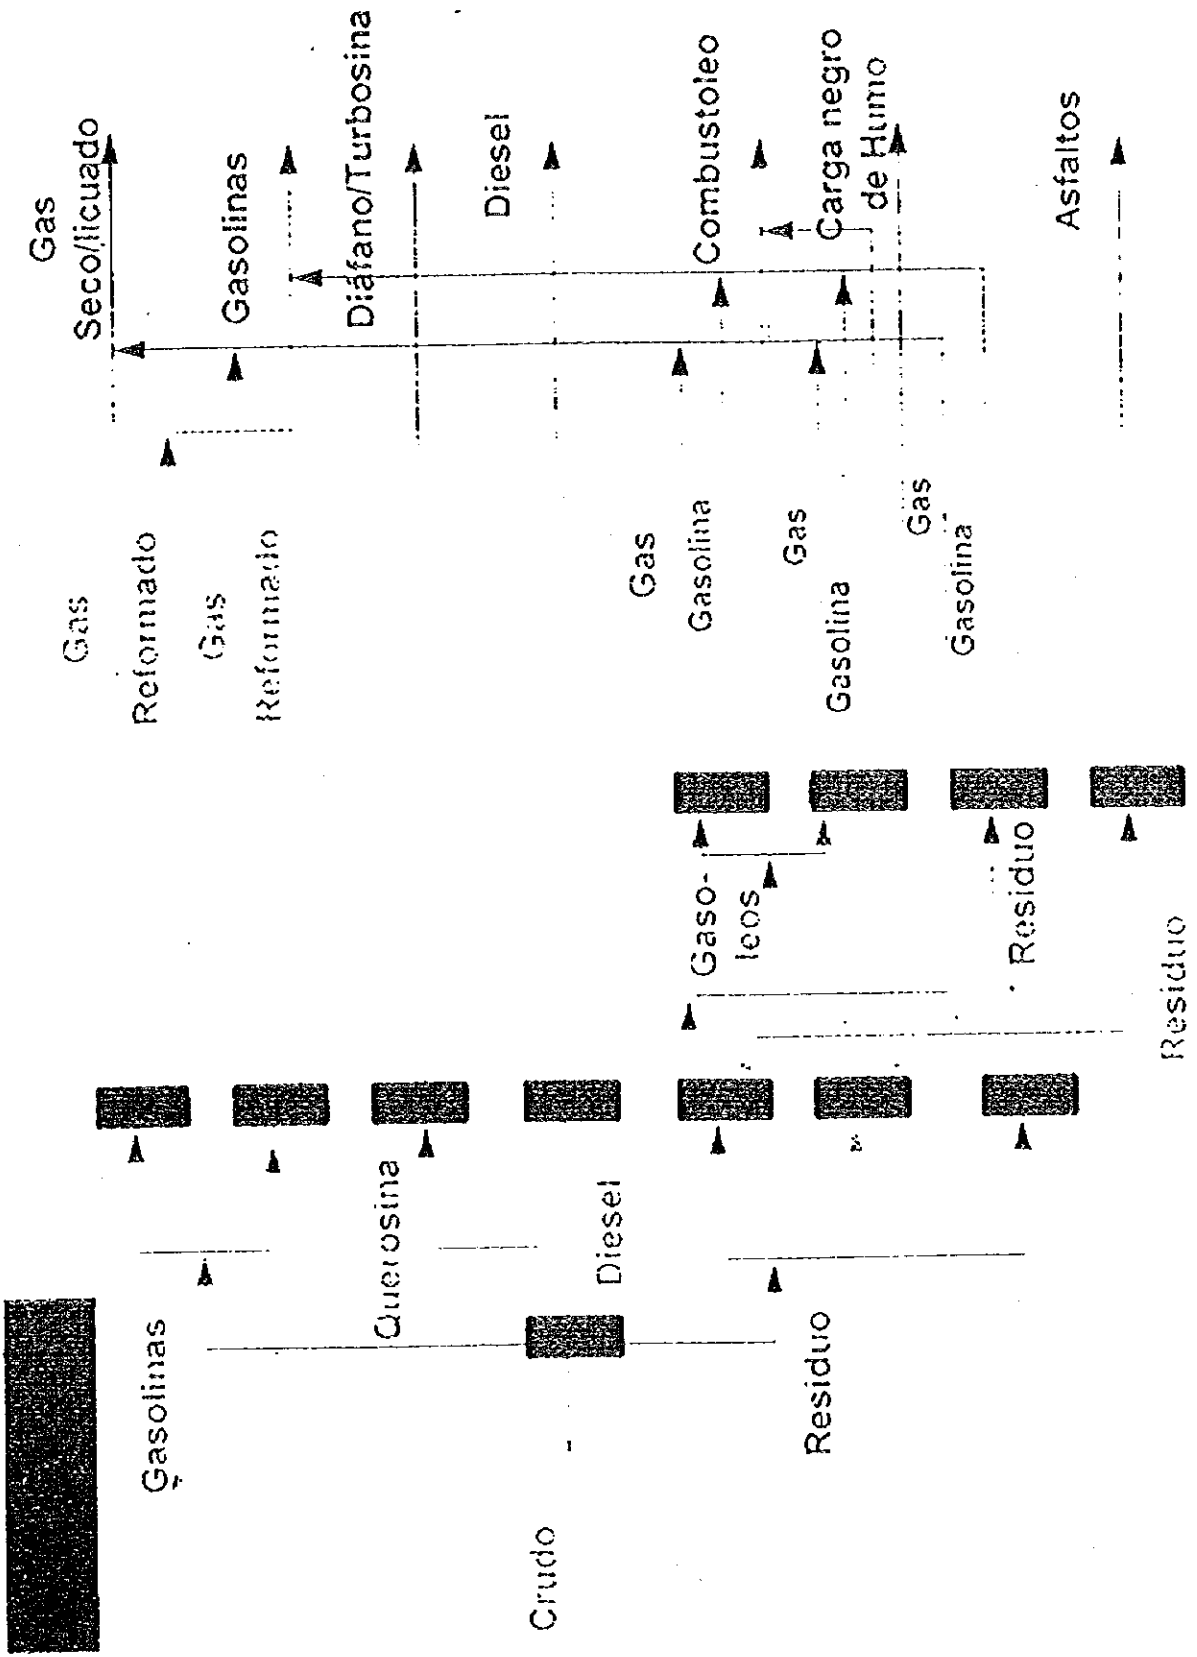 Crudo
Gasolinas
Residuo
Querosina
Diesel
Gaso-
leos
Residuo
Residuo
Gas
Reformado
Gas
Reformado
Gas
Gasolina
Gas
Gasolina
Gas
Gasolina
Gas
Seco/licuado
Gasolinas
Diáfano/Turbosina
Diesel
Combustoleo
Carga negro
de Humo
Asfaltos